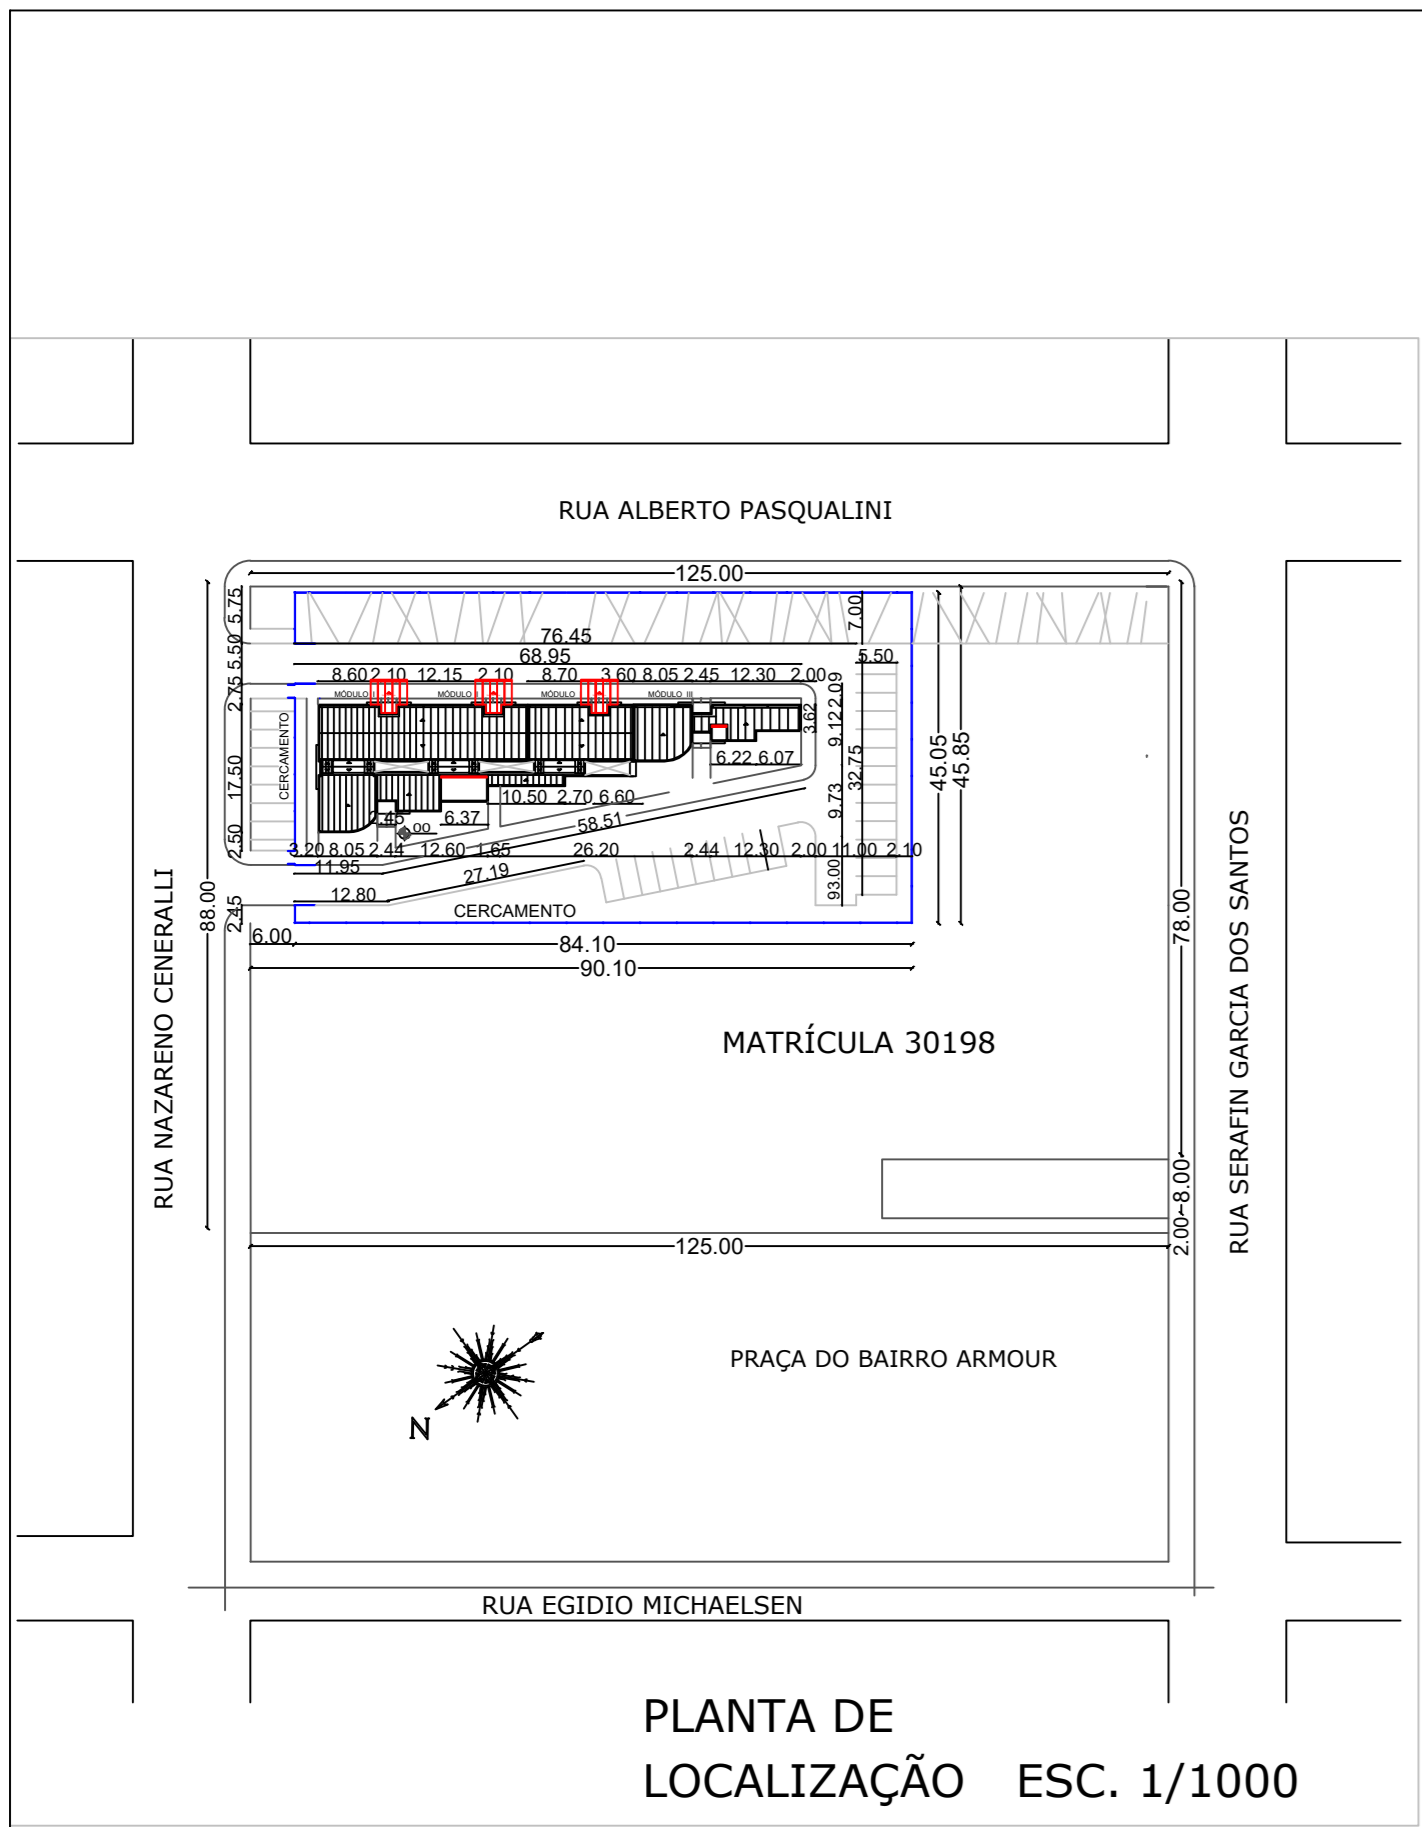 RUA ALBERTO PASQUALINI
125.00
5.75
7.00
76.45
5.50
68.95
5.50
8.60 2.10 12.15 2.10 8.70 3.60 8.05 2.45 12.30 2.00
2.75
MÓDULO I MÓDULO I MÓDULO MÓDULO III
2.09
3.62
9.12
CERCAMENTO
6.22 6.07
32.75
45.05
45.85
17.50
10.50 2.70 6.60
9.73
2.45 6.37
58.51
2.50
3.20 8.05 2.44 12.60 1.65 26.20 2.44 12.30 2.00 11.00 2.10
11.95
27.19
93.00
12.80
CERCAMENTO
2.45
6.00
84.10
90.10
88.00
78.00
RUA NAZARENO CENERALLI
RUA SERAFIN GARCIA DOS SANTOS
MATRÍCULA 30198
8.00
2.00
125.00
PRAÇA DO BAIRRO ARMOUR
N
RUA EGIDIO MICHAELSEN
PLANTA DE
LOCALIZAÇÃO ESC. 1/1000